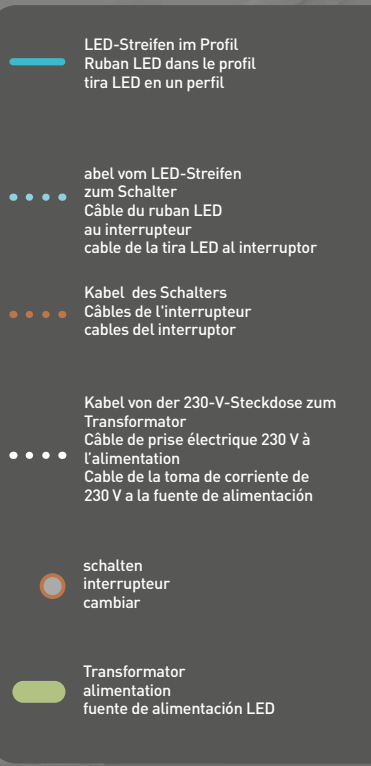 LED-Streifen im Profil
Ruban LED dans le profil
tira LED en un perfil
abel vom LED-Streifen
zum Schalter
Câble du ruban LED
au interrupteur
cable de la tira LED al interruptor
Kabel  des Schalters
Câbles de l'interrupteur
cables del interruptor
Kabel von der 230-V-Steckdose zum
Transformator
Câble de prise électrique 230 V à
l'alimentation
Cable de la toma de corriente de
230 V a la fuente de alimentación
schalten
interrupteur
cambiar
Transformator
alimentation
fuente de alimentación LED